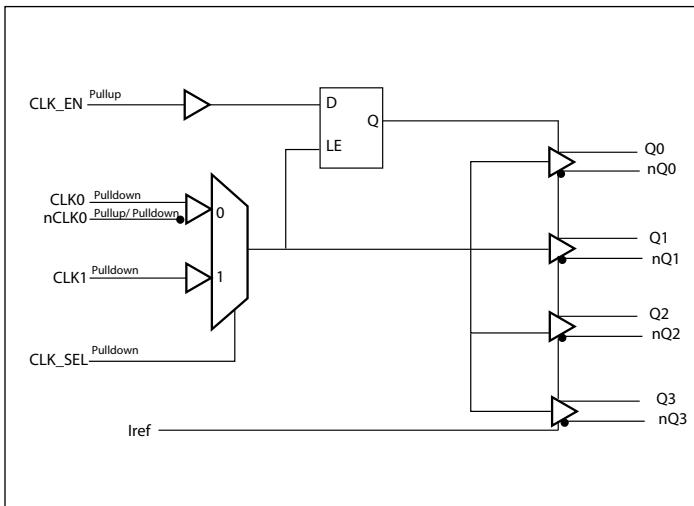 CLK_EN Pullup
D
Q
LE
Q0
nQ0
CLK0 Pulldown
nCLK0 Pullup/ Pulldown
0
Q1
nQ1
CLK1 Pulldown
1
Q2
nQ2
CLK_SEL Pulldown
Q3
nQ3
Iref